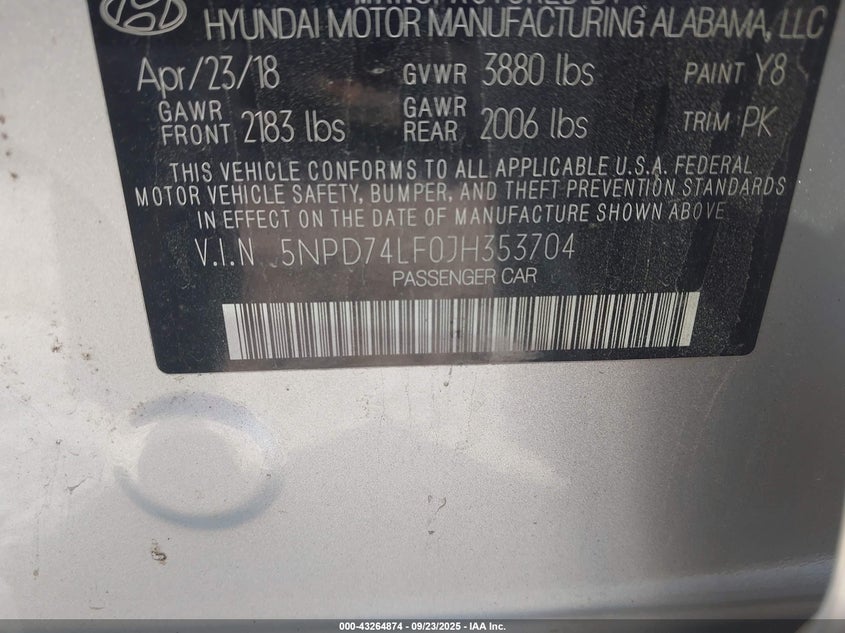 MANUFACTURED BY
HYUNDAI MOTOR MANUFACTURING ALABAMA, LLC
Apr/23/18 GVWR 3880 lbs PAINT Y8
GAWR FRONT 2183 lbs GAWR REAR 2006 lbs TRIM PK
THIS VEHICLE CONFORMS TO ALL APPLICABLE U.S.A. FEDERAL
MOTOR VEHICLE SAFETY, BUMPER, AND THEFT PREVENTION STANDARDS
IN EFFECT ON THE DATE OF MANUFACTURE SHOWN ABOVE
V.I.N 5NPD74LF0JH353704
PASSENGER CAR
000-43264874 | 09/23/2025 | IAA Inc.